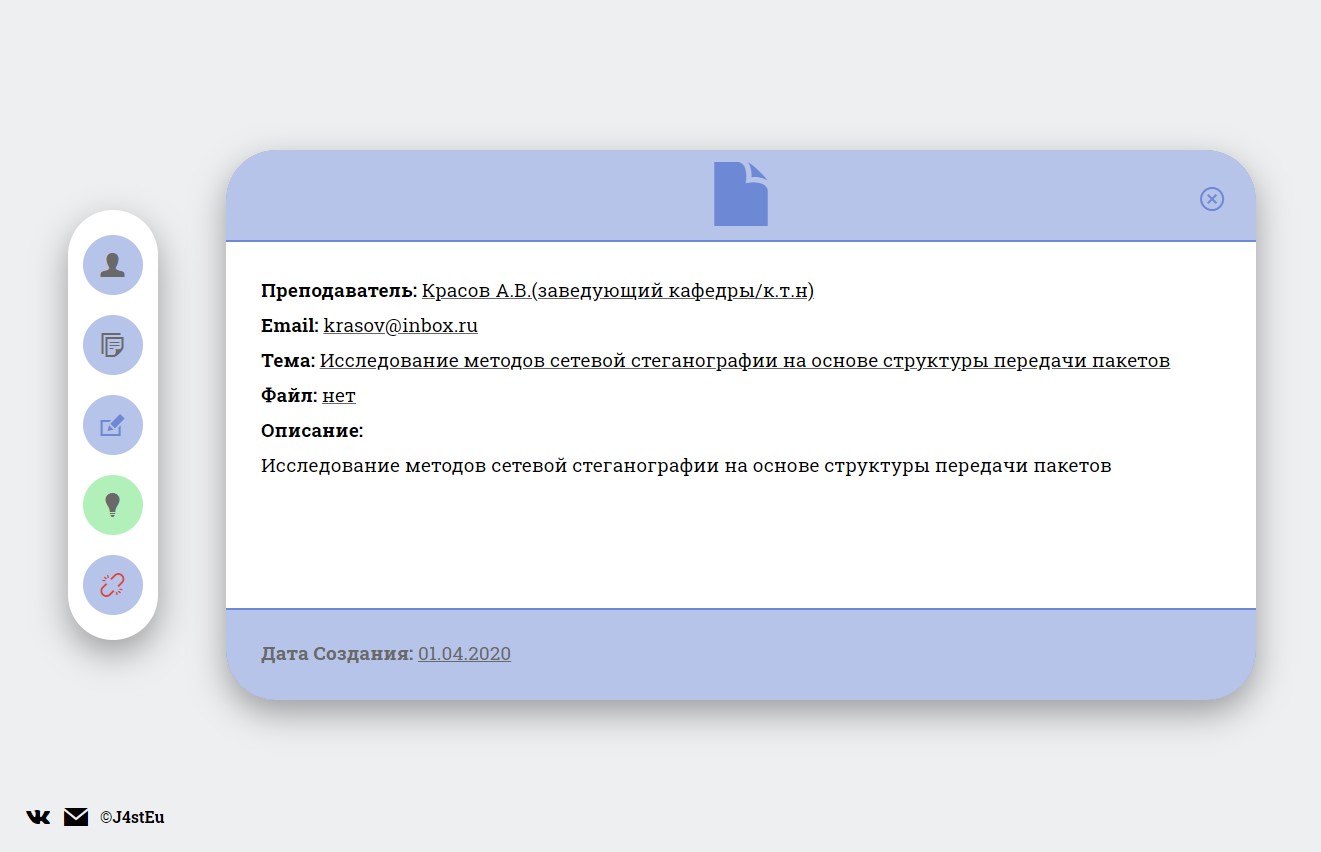 Преподаватель: Красов А.В.(заведующий кафедры/к.т.н)
Email: krasov@inbox.ru
Тема: Исследование методов сетевой стеганографии на основе структуры передачи пакетов
Файл: нет
Описание:
Исследование методов сетевой стеганографии на основе структуры передачи пакетов
Дата Создания: 01.04.2020
©J4stEu